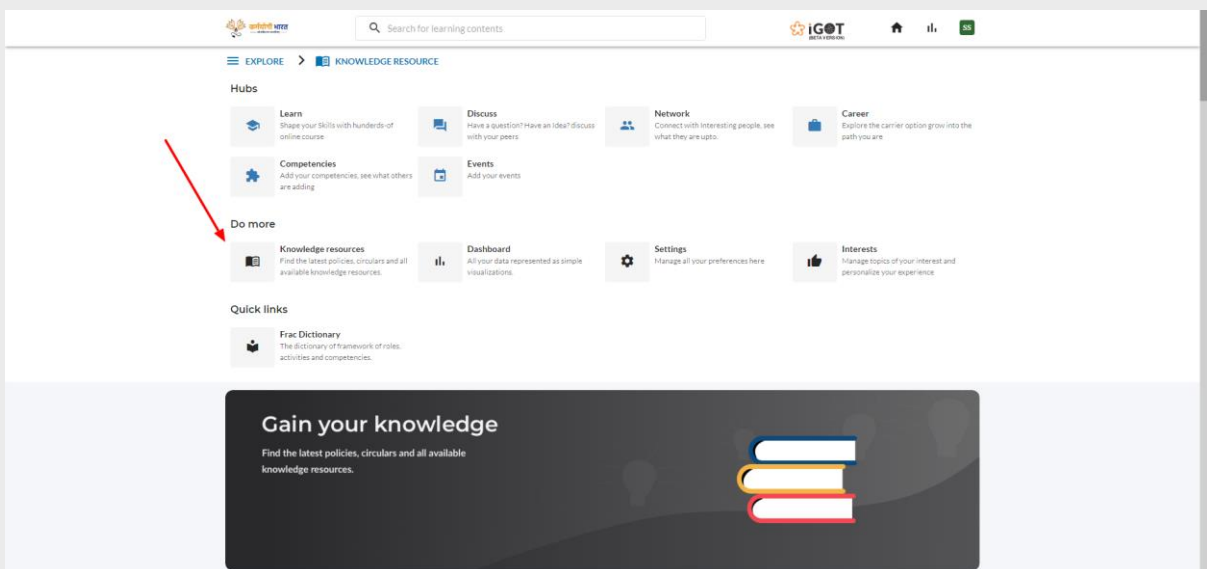 कर्मयोगी भारत
Search for learning contents
iGOT
(BETA VERSION)
SS
EXPLORE > KNOWLEDGE RESOURCE
Hubs
Learn
Shape your Skills with hunderds-of
online course
Discuss
Have a question? Have an Idea? discuss
with your peers
Network
Connect with Interesting people, see
what they are upto.
Career
Explore the carrier option grow into the
path you are
Competencies
Add your competencies, see what others
are adding
Events
Add your events
Do more
Knowledge resources
Find the latest policies, circulars and all
available knowledge resources.
Dashboard
All your data represented as simple
visualizations.
Settings
Manage all your preferences here
Interests
Manage topics of your interest and
personalize your experience
Quick links
Frac Dictionary
The dictionary of framework of roles,
activities and competencies.
Gain your knowledge
Find the latest policies, circulars and all available
knowledge resources.